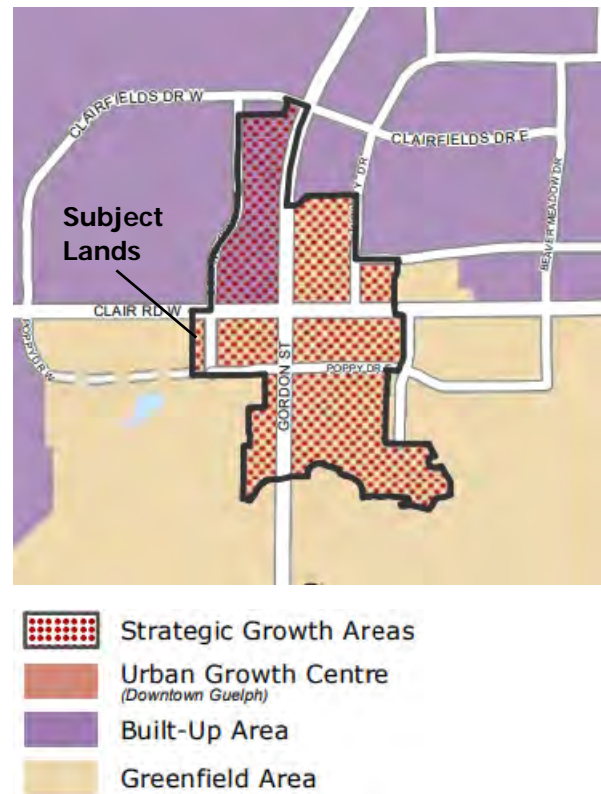 CLAIRFIELDS DR W
CLAIRFIELDS DR E
BEAVER MEADOW DR
Subject
Lands
CLAIR RD W
POPPY DR W
GORDON ST
POPPY DR E
Strategic Growth Areas
Urban Growth Centre
(Downtown Guelph)
Built-Up Area
Greenfield Area